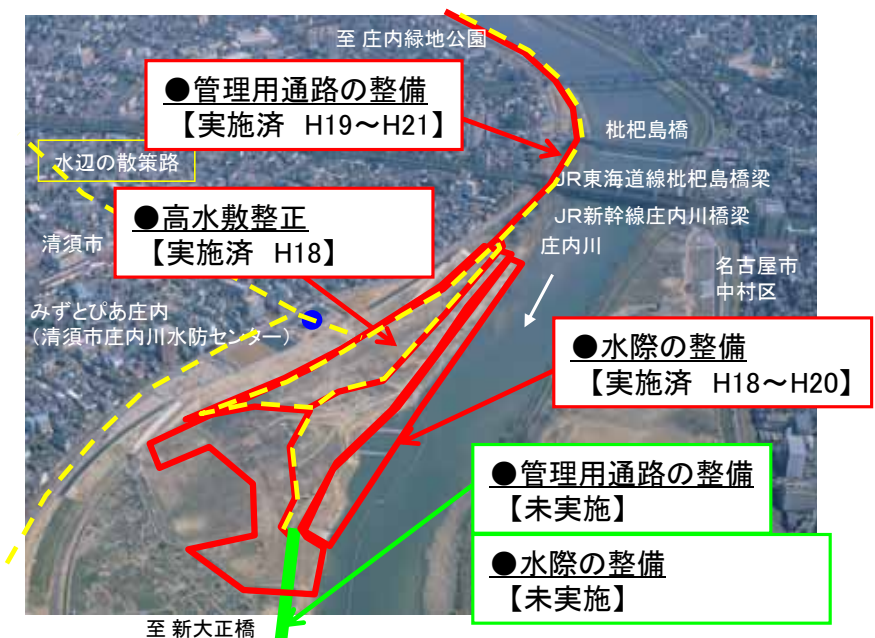 至 庄内緑地公園
●管理用通路の整備
【実施済 H19～H21】
枇杷島橋
水辺の散策路
JR東海道線枇杷島橋梁
●高水敷整正
【実施済 H18】
JR新幹線庄内川橋梁
清須市
庄内川
名古屋市
中村区
みずとぴあ庄内
（清須市庄内川水防センター）
●水際の整備
【実施済 H18～H20】
●管理用通路の整備
【未実施】
●水際の整備
【未実施】
至 新大正橋